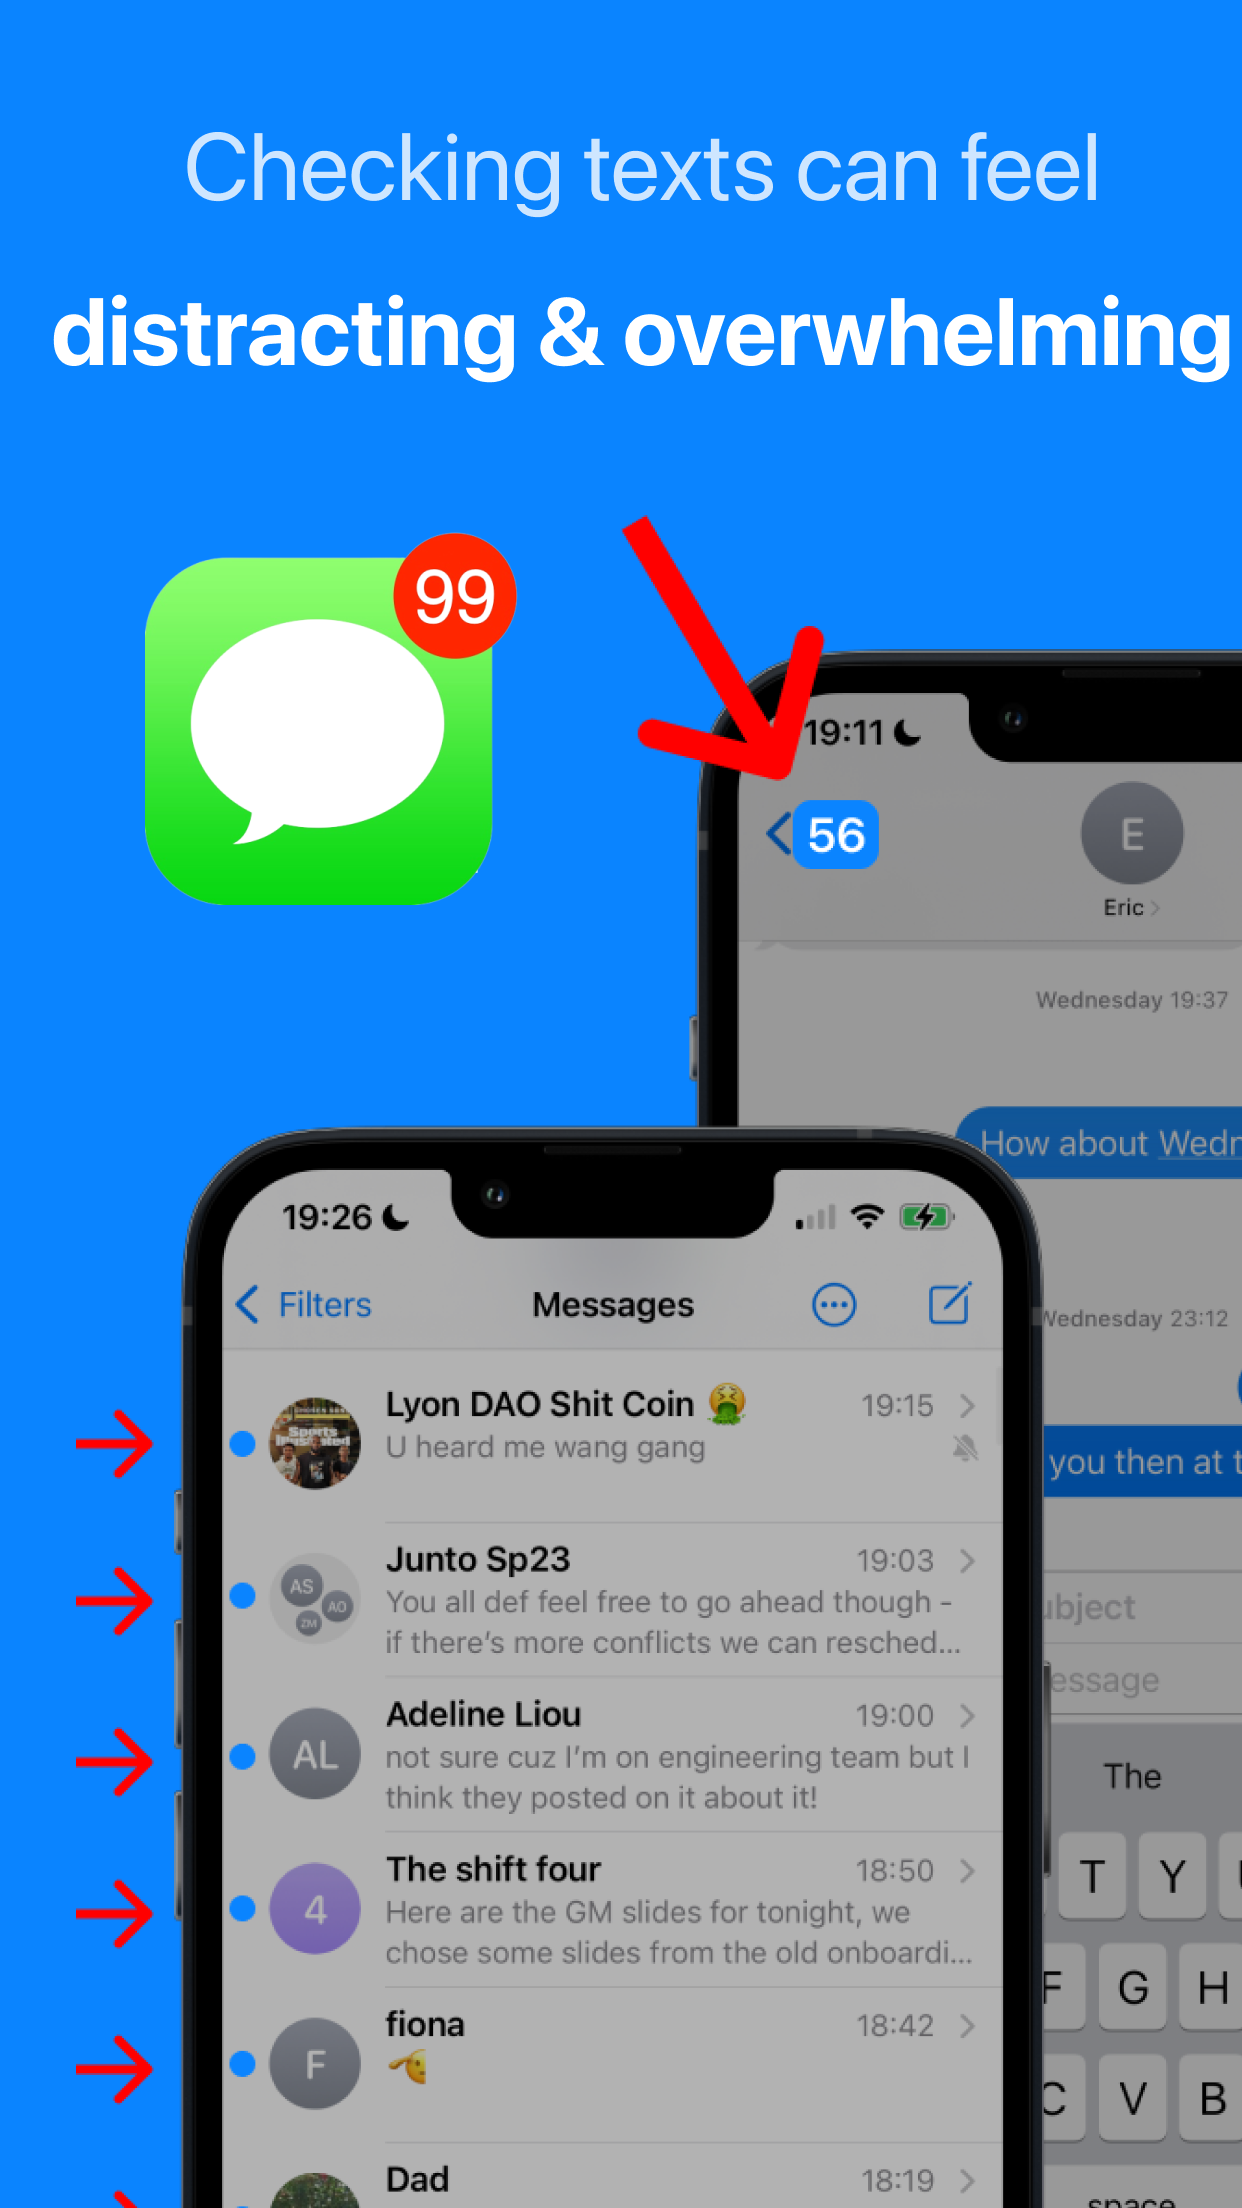 Checking texts can feel
distracting & overwhelming
99
19:11
56
E
Eric
Wednesday 19:37
How about Wedn
19:26
Filters
Messages
Wednesday 23:12
Lyon DAO Shit Coin 🤮
19:15
Sports
U heard me wang gang
you then at t
Junto Sp23
19:03
AS
AO
ZM
You all def feel free to go ahead though -
if there's more conflicts we can resched...
ubject
essage
Adeline Liou
19:00
AL
not sure cuz I'm on engineering team but I
think they posted on it about it!
The
The shift four
18:50
4
Here are the GM slides for tonight, we
chose some slides from the old onboardi...
T Y
F G H
fiona
18:42
F
C V B
Dad
18:19
space